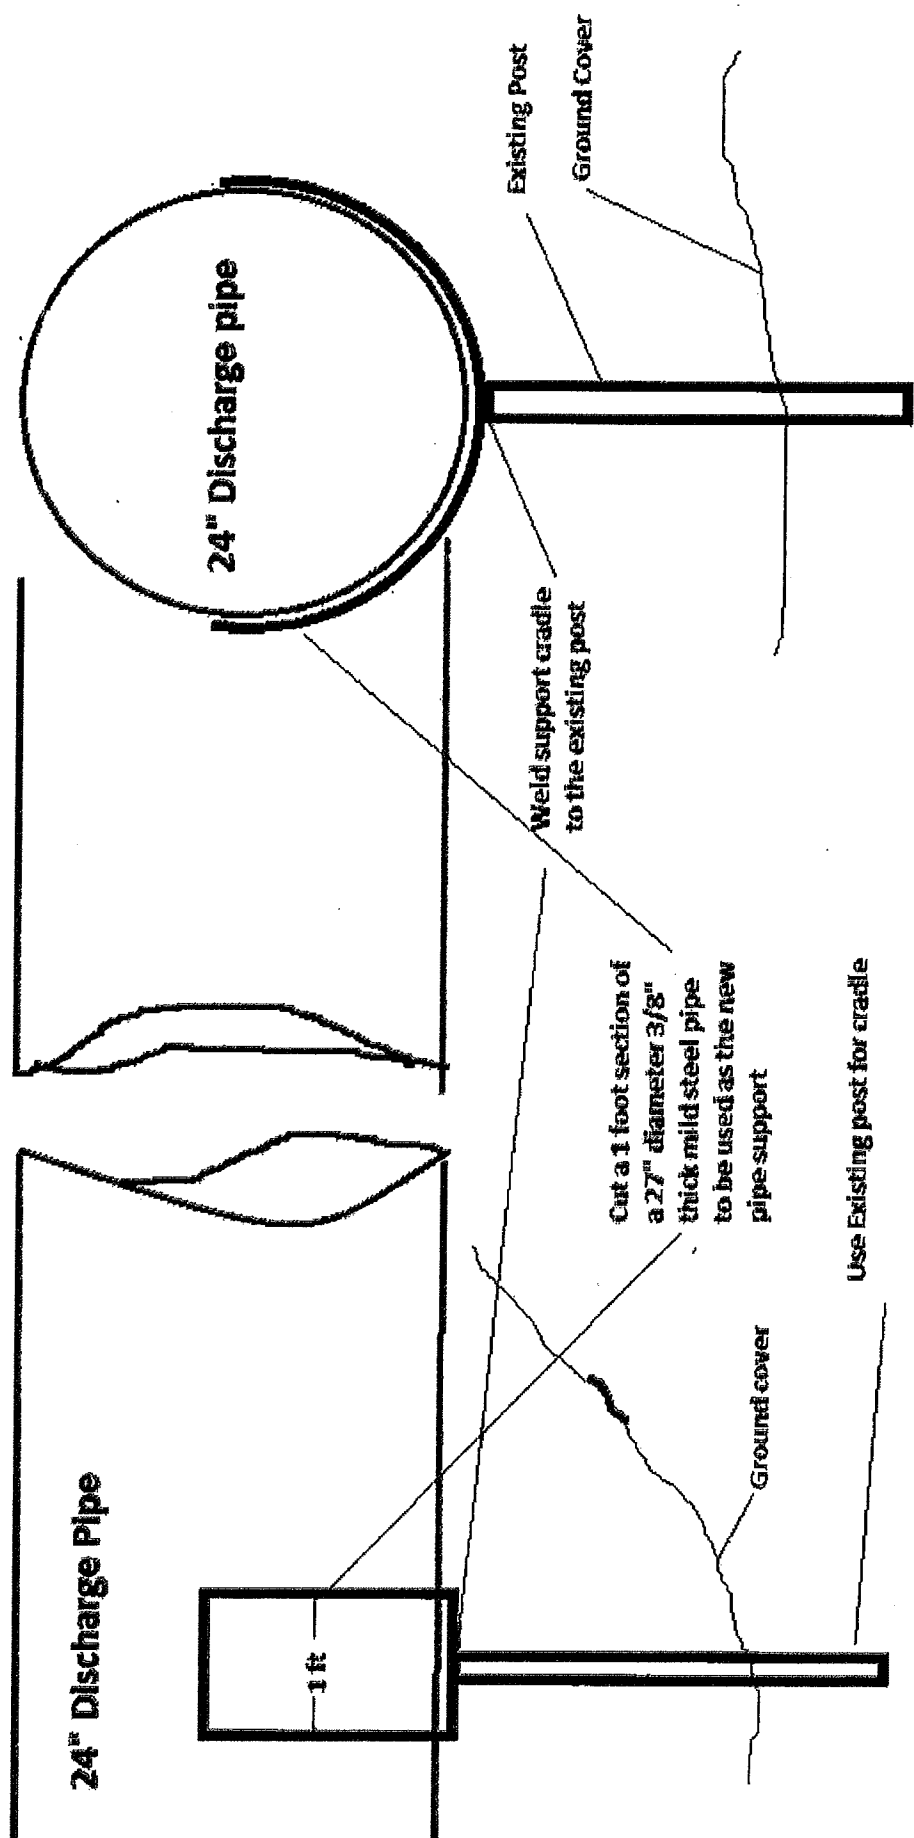 24" Discharge Pipe
1 ft
Ground cover
Use Existing post for cradle
Cut a 1 foot section of
a 27" diameter 3/8"
thick mild steel pipe
to be used as the new
pipe support
Weld support cradle
to the existing post
24" Discharge pipe
Existing Post
Ground Cover